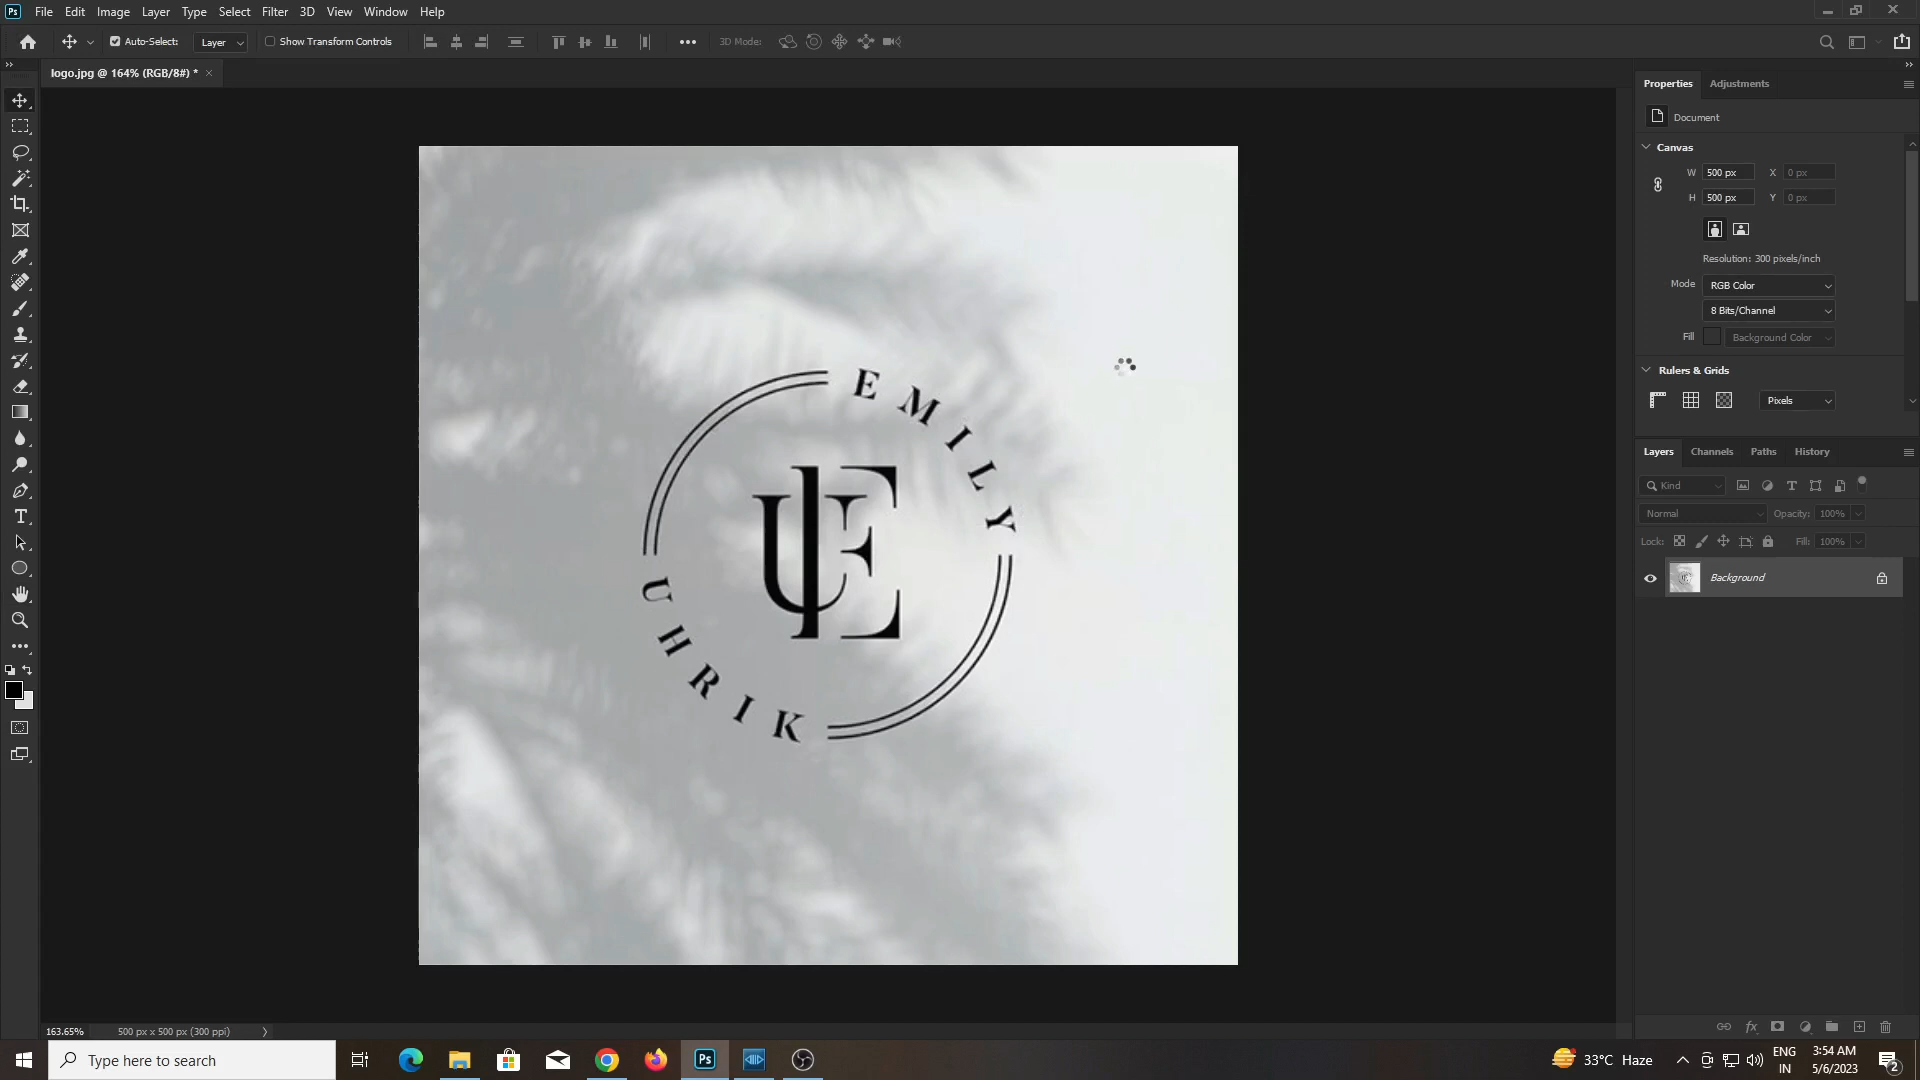 Ps File Edit Image Layer Type Select Filter 3D View Window Help
Auto-Select: Layer Show Transform Controls 3D Mode:
logo.jpg @ 164% (RGB/8#) *
Properties Adjustments
Document
Canvas
W 500 px X 0 px
H 500 px Y 0 px
Resolution: 300 pixels/inch
Mode RGB Color
8 Bits/Channel
Fill Background Color
Rulers & Grids
Pixels
EMILY
UE
UHRIK
Layers Channels Paths History
Kind
Normal Opacity: 100%
Lock: Fill: 100%
Background
163.65% 500 px x 500 px (300 ppi)
Type here to search
Ps
33°C Haze
ENG
IN
3:54 AM
5/6/2023
2